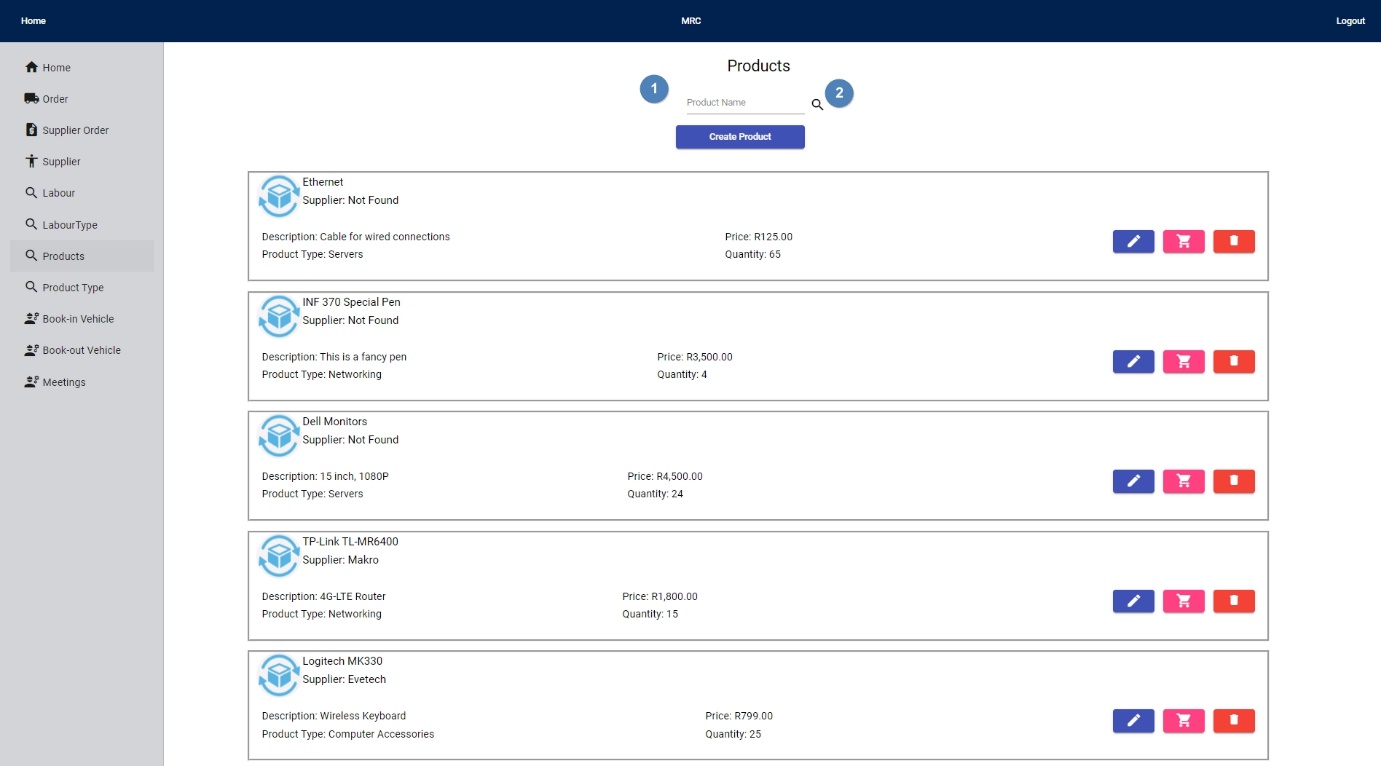 Home
MRC
Logout
Home
Order
Supplier Order
Supplier
Labour
LabourType
Products
Product Type
Book-in Vehicle
Book-out Vehicle
Meetings
Products
1
Product Name
2
Create Product
Ethernet
Supplier: Not Found
Description: Cable for wired connections
Price: R125.00
Product Type: Servers
Quantity: 65
INF 370 Special Pen
Supplier: Not Found
Description: This is a fancy pen
Price: R3,500.00
Product Type: Networking
Quantity: 4
Dell Monitors
Supplier: Not Found
Description: 15 inch, 1080P
Price: R4,500.00
Product Type: Servers
Quantity: 24
TP-Link TL-MR6400
Supplier: Makro
Description: 4G-LTE Router
Price: R1,800.00
Product Type: Networking
Quantity: 15
Logitech MK330
Supplier: Evetech
Description: Wireless Keyboard
Price: R799.00
Product Type: Computer Accessories
Quantity: 25